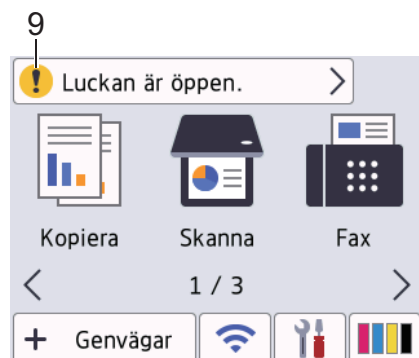 9
Luckan är öppen.
Kopiera Skanna Fax
1 / 3
+ Genvägar